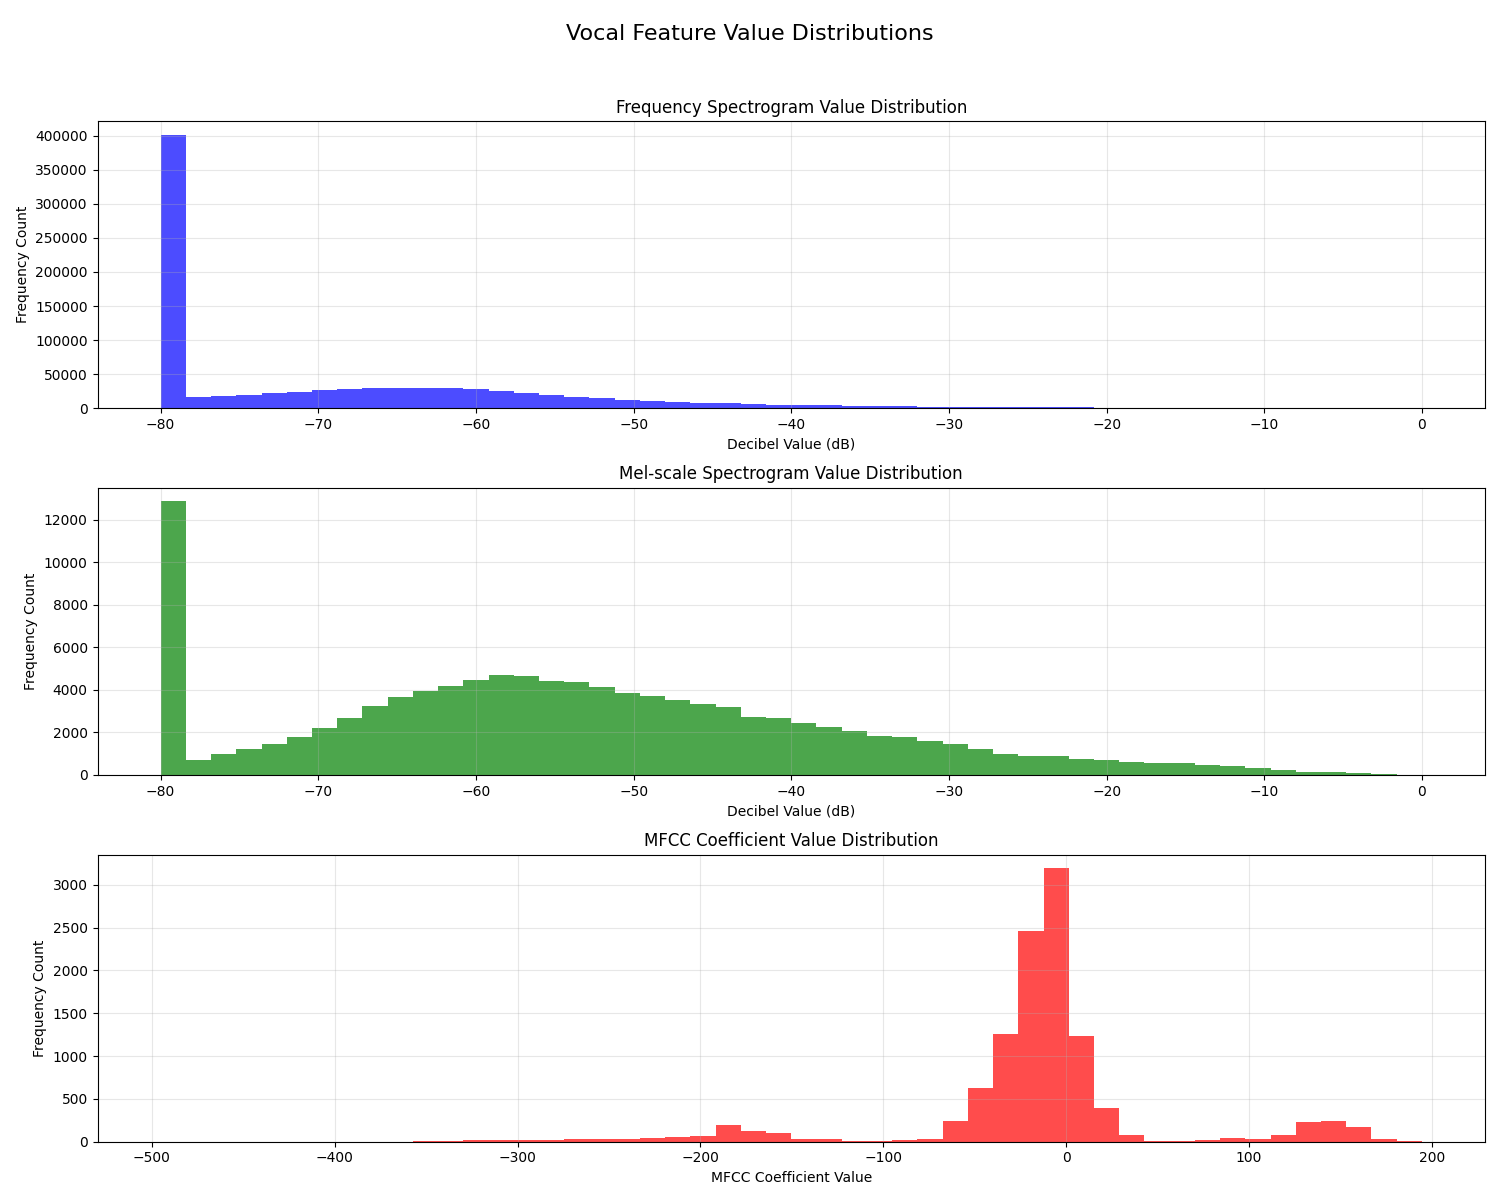 Vocal Feature Value Distributions
Frequency Spectrogram Value Distribution
Frequency Count
400000
350000
300000
250000
200000
150000
100000
50000
0
−80 −70 −60 −50 −40 −30 −20 −10 0
Decibel Value (dB)
Mel-scale Spectrogram Value Distribution
Frequency Count
12000
10000
8000
6000
4000
2000
0
−80 −70 −60 −50 −40 −30 −20 −10 0
Decibel Value (dB)
MFCC Coefficient Value Distribution
Frequency Count
3000
2500
2000
1500
1000
500
0
−500 −400 −300 −200 −100 0 100 200
MFCC Coefficient Value